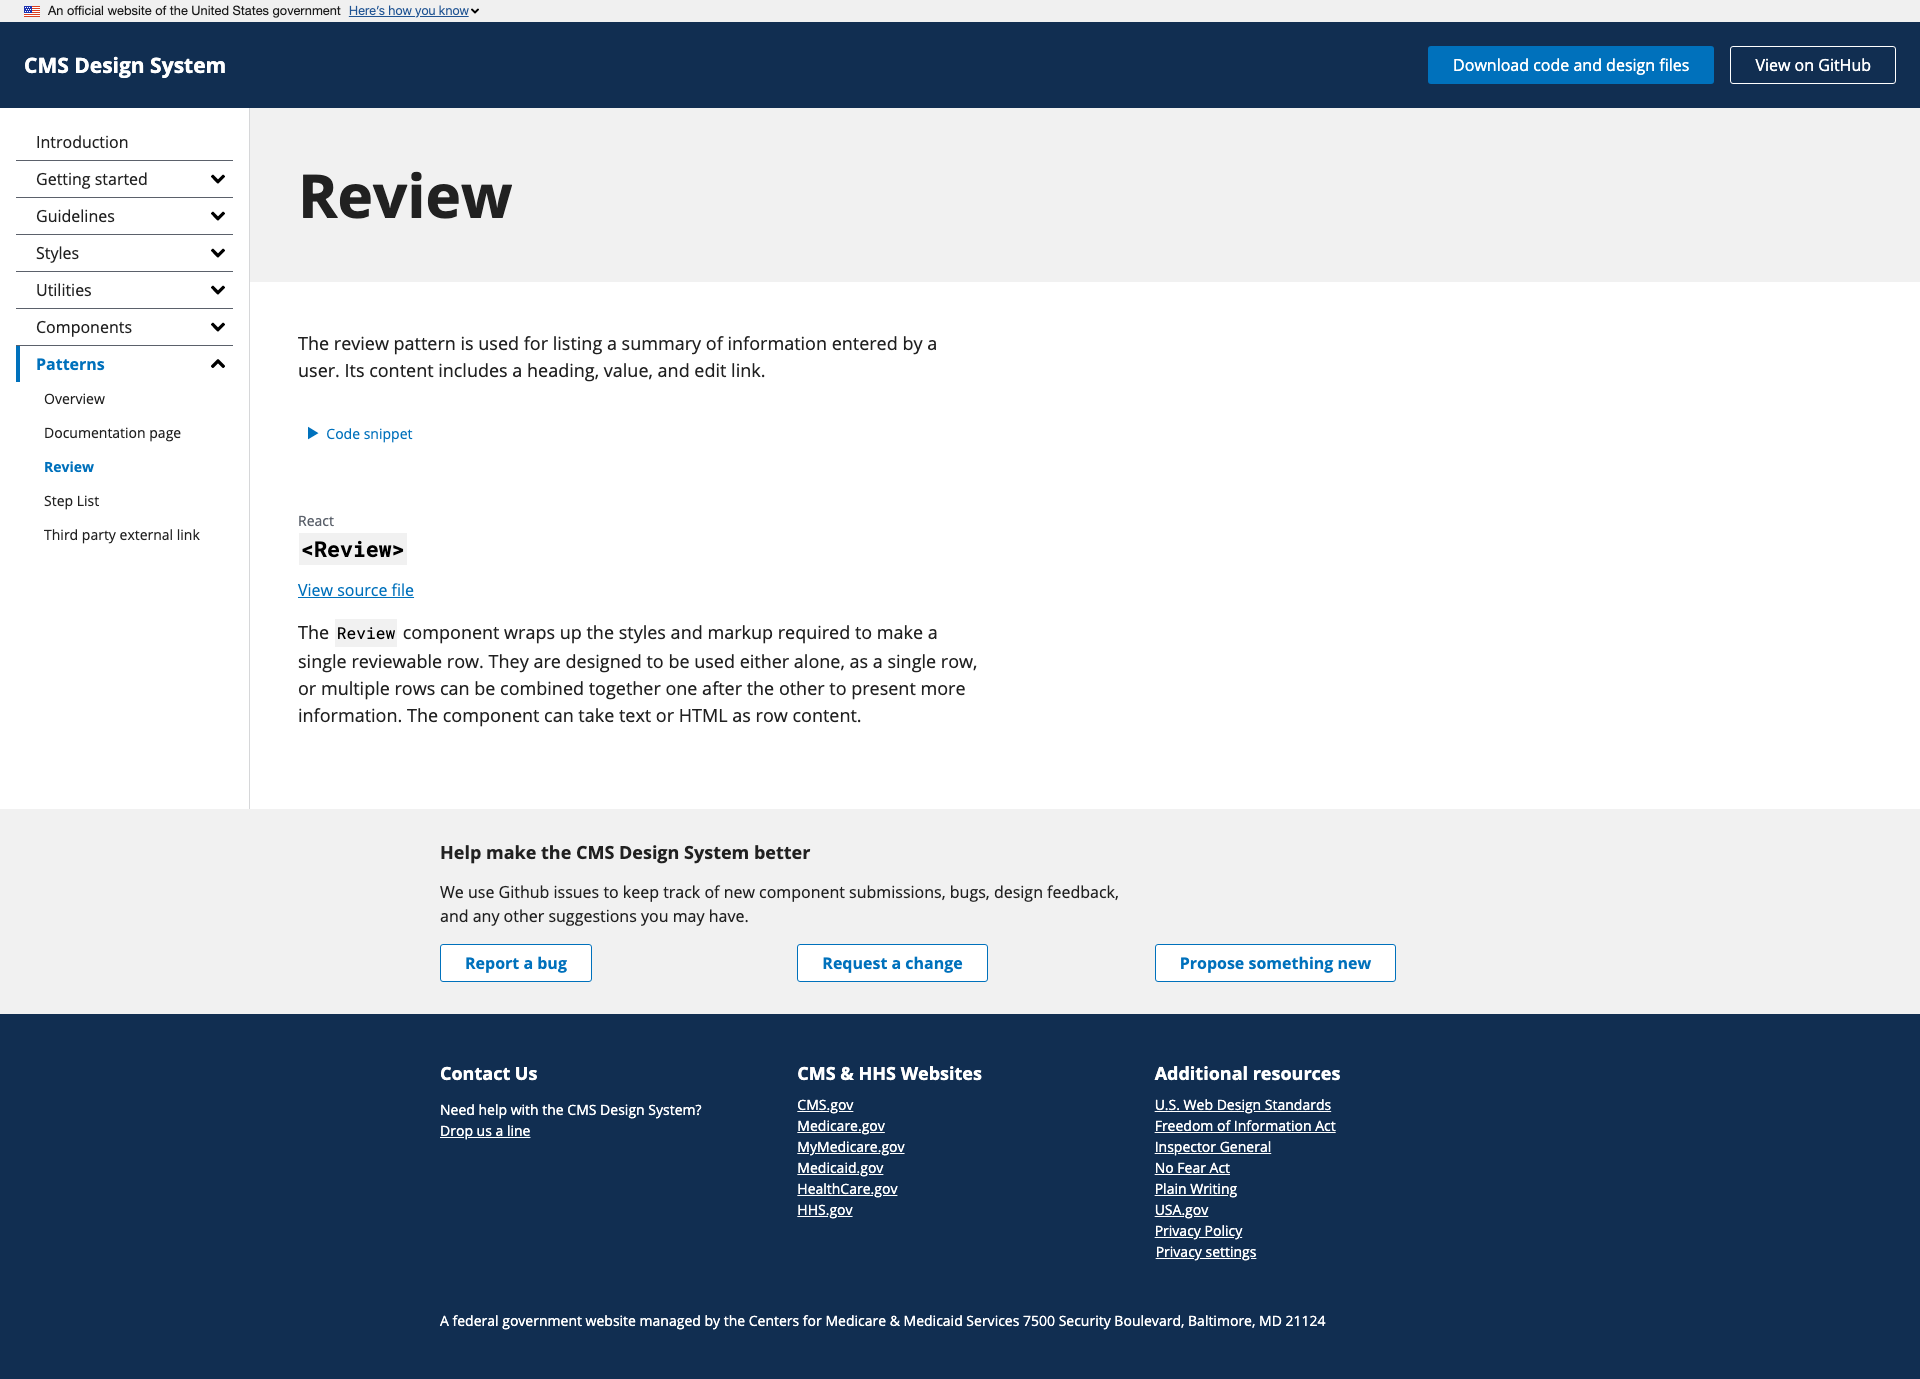 An official website of the United States government Here's how you know
CMS Design System
Download code and design files
View on GitHub
Introduction
Getting started
Guidelines
Styles
Utilities
Components
Patterns
Overview
Documentation page
Review
Step List
Third party external link
Review
The review pattern is used for listing a summary of information entered by a
user. Its content includes a heading, value, and edit link.
Code snippet
React
<Review>
View source file
The Review component wraps up the styles and markup required to make a
single reviewable row. They are designed to be used either alone, as a single row,
or multiple rows can be combined together one after the other to present more
information. The component can take text or HTML as row content.
Help make the CMS Design System better
We use Github issues to keep track of new component submissions, bugs, design feedback,
and any other suggestions you may have.
Report a bug
Request a change
Propose something new
Contact Us
Need help with the CMS Design System?
Drop us a line
CMS & HHS Websites
CMS.gov
Medicare.gov
MyMedicare.gov
Medicaid.gov
HealthCare.gov
HHS.gov
Additional resources
U.S. Web Design Standards
Freedom of Information Act
Inspector General
No Fear Act
Plain Writing
USA.gov
Privacy Policy
Privacy settings
A federal government website managed by the Centers for Medicare & Medicaid Services 7500 Security Boulevard, Baltimore, MD 21124